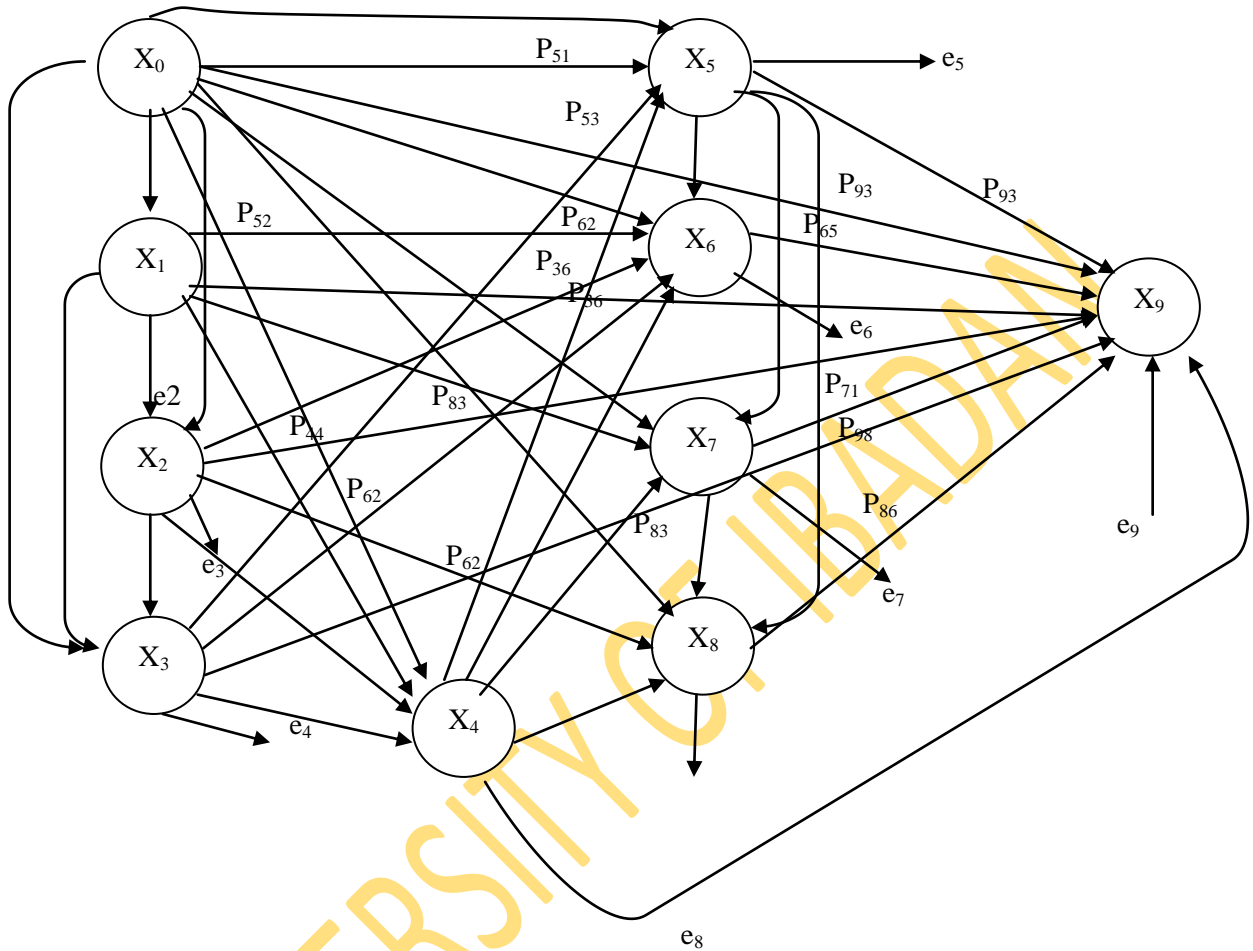 X₀
X₅
P₅₁
e₅
P₅₃
P₉₃
P₉₃
P₅₂
P₆₂
P₆₅
X₁
X₆
P₃₆
P₈₆
X₉
e₆
e2
P₈₃
P₇₁
P₄₄
P₉₈
X₂
X₇
P₆₂
P₈₆
P₈₃
e₉
e₃
P₆₂
e₇
X₃
X₈
e₄
X₄
e₈
ERSITY OF IBADAN